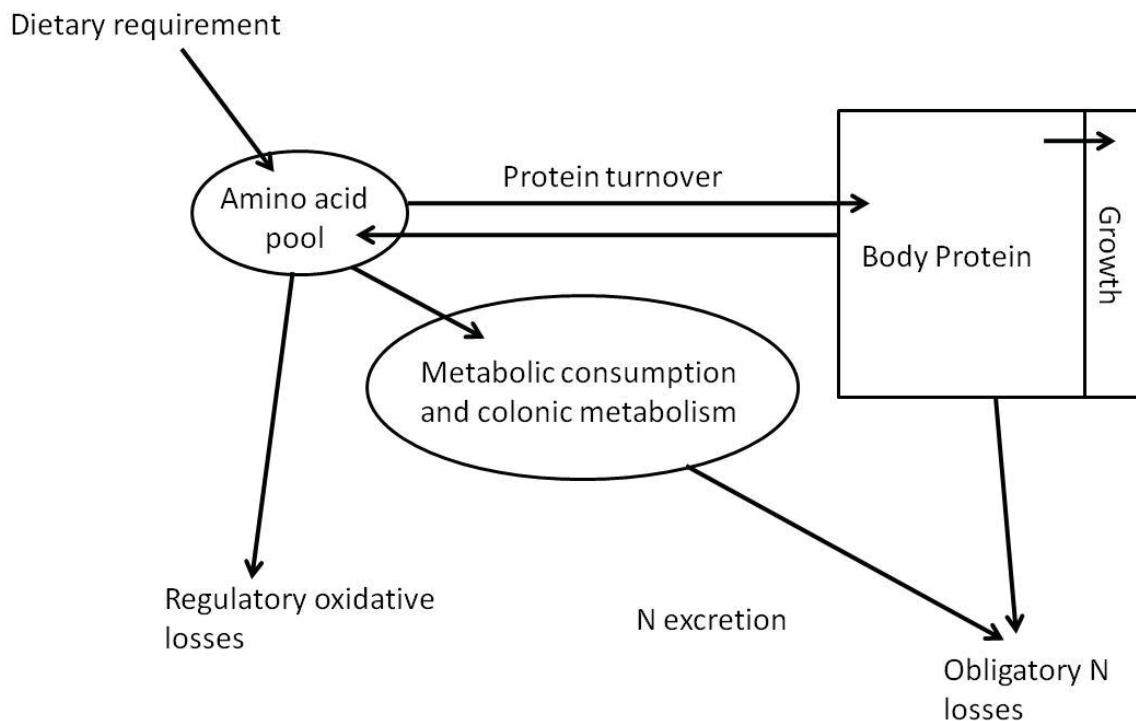 Dietary requirement
Protein turnover
Amino acid
pool
Body Protein
Growth
Metabolic consumption
and colonic metabolism
Regulatory oxidative
losses
N excretion
Obligatory N
losses